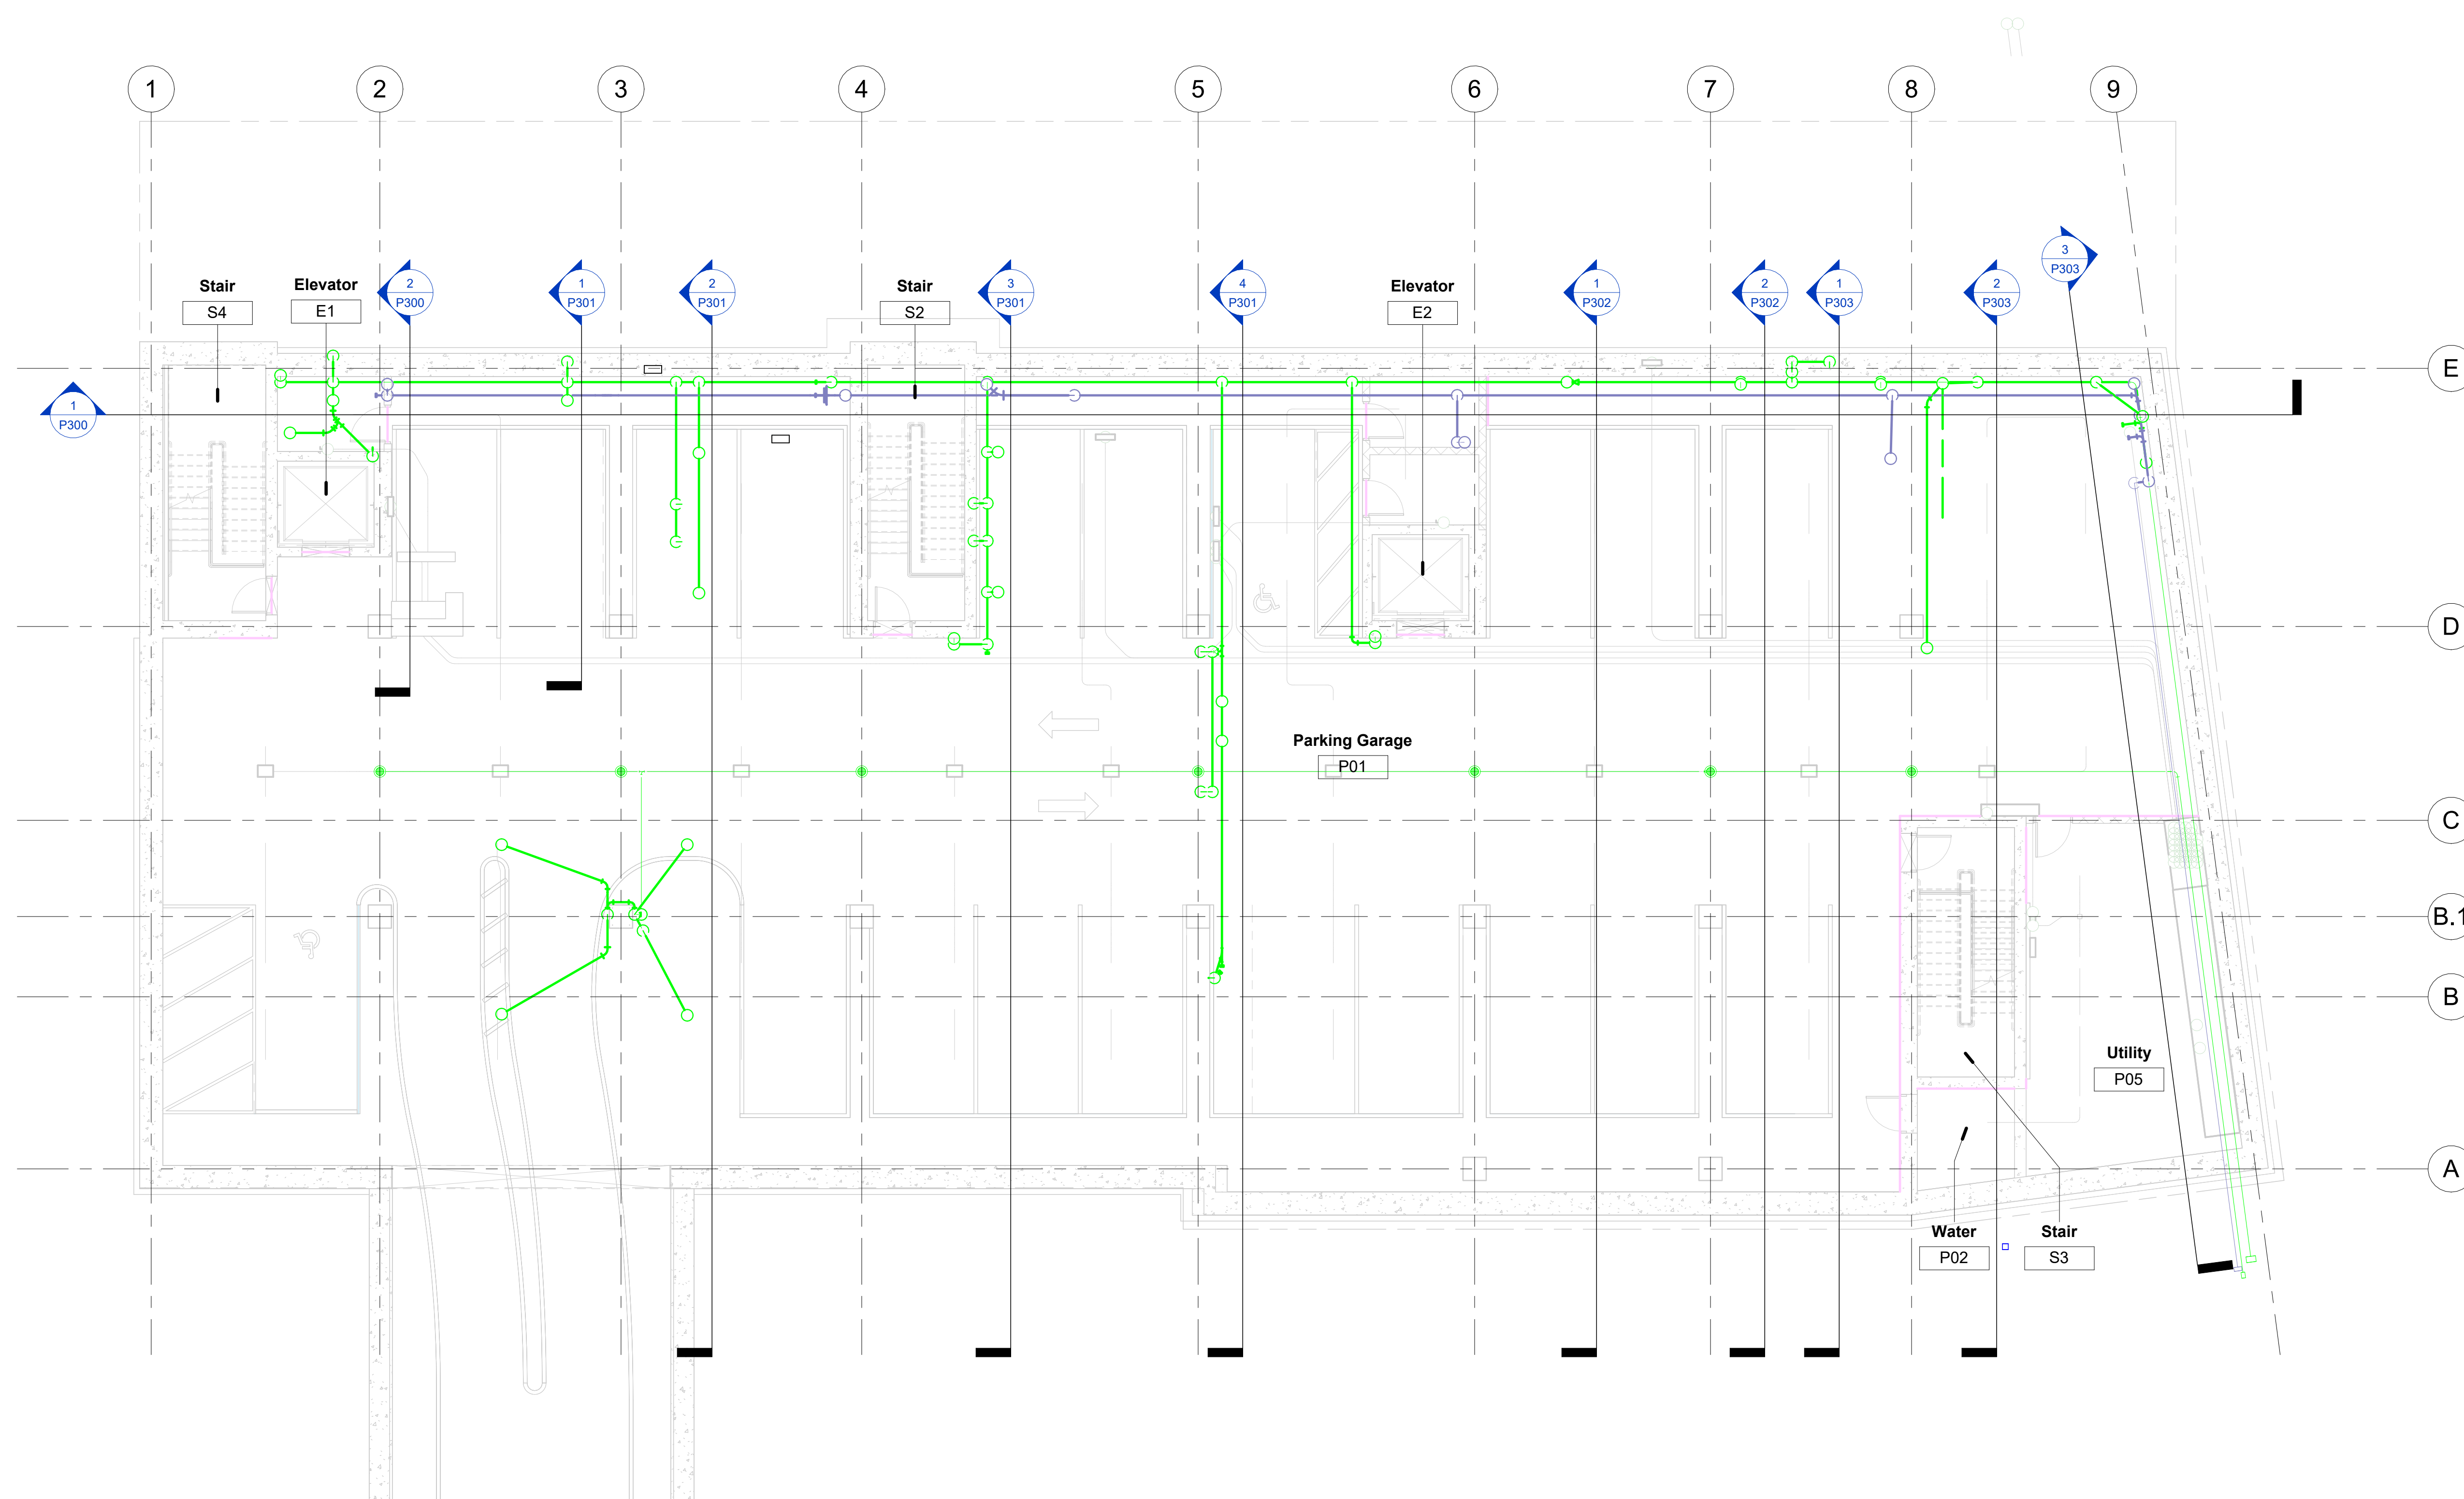 1
2
3
4
5
6
7
8
9
3
P303
2
P300
1
P301
2
P301
3
P301
4
P301
1
P302
2
P302
1
P303
2
P303
Stair
S4
Elevator
E1
Stair
S2
Elevator
E2
E
1
P300
D
Parking Garage
P01
C
B.1
B
Utility
P05
A
Water
P02
Stair
S3